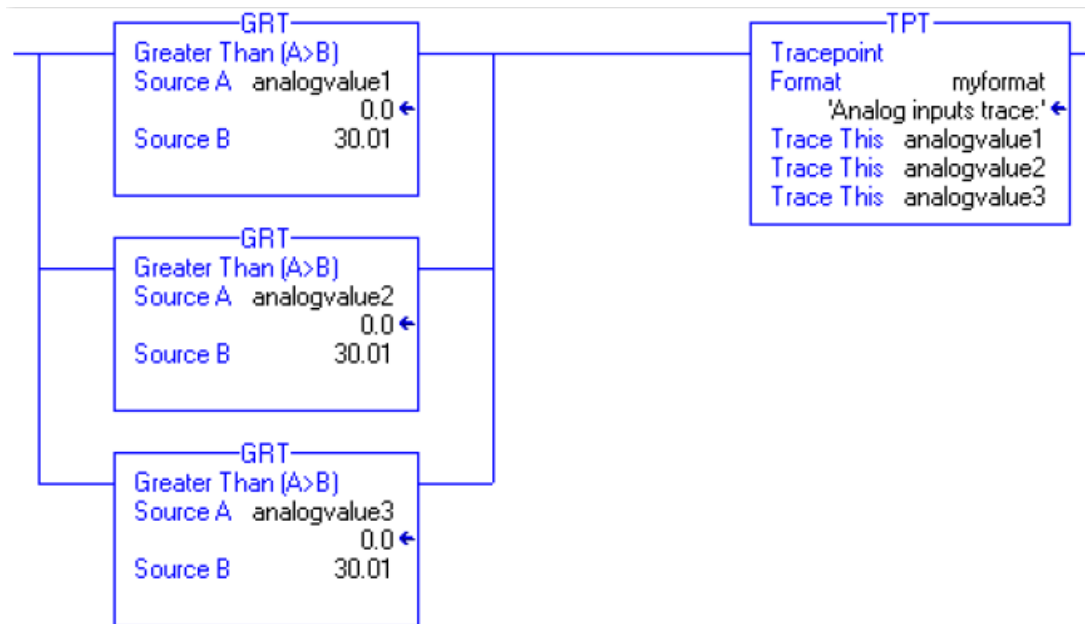 GRT
Greater Than (A>B)
Source A analogvalue1
0.0
Source B 30.01
TPT
Tracepoint
Format myformat
'Analog inputs trace:'
Trace This analogvalue1
Trace This analogvalue2
Trace This analogvalue3
GRT
Greater Than (A>B)
Source A analogvalue2
0.0
Source B 30.01
GRT
Greater Than (A>B)
Source A analogvalue3
0.0
Source B 30.01